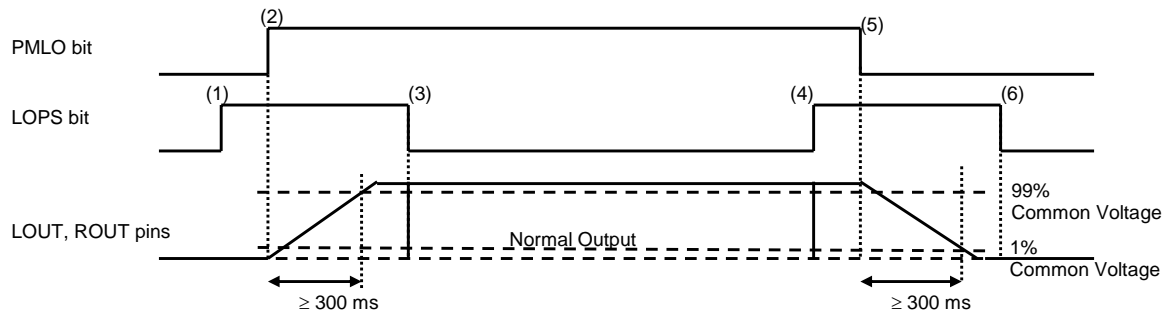 (2)
(5)
PMLO bit
(1)
(3)
(4)
(6)
LOPS bit
99%
Common Voltage
LOUT, ROUT pins
Normal Output
1%
Common Voltage
≥ 300 ms
≥ 300 ms